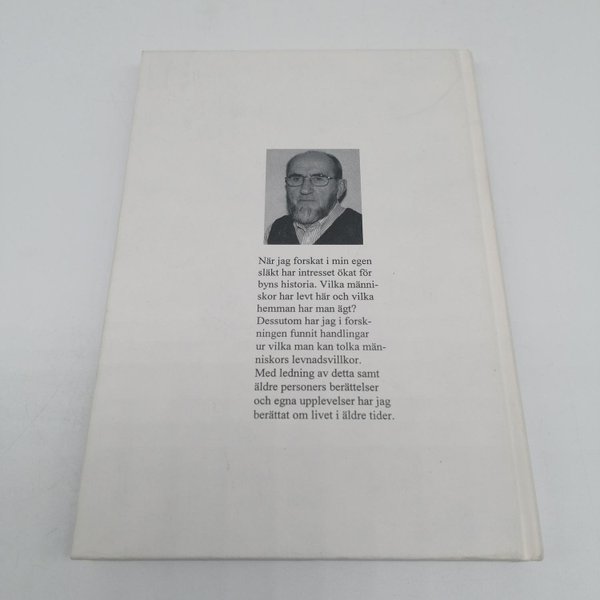 När jag forskat i min egen
släkt har intresset ökat för
byns historia. Vilka männi-
skor har levt här och vilka
hemman har man ägt?
Dessutom har jag i forsk-
ningen funnit handlingar
ur vilka man kan tolka män-
niskors levnadsvillkor.
Med ledning av detta samt
äldre personers berättelser
och egna upplevelser har jag
berättat om livet i äldre tider.